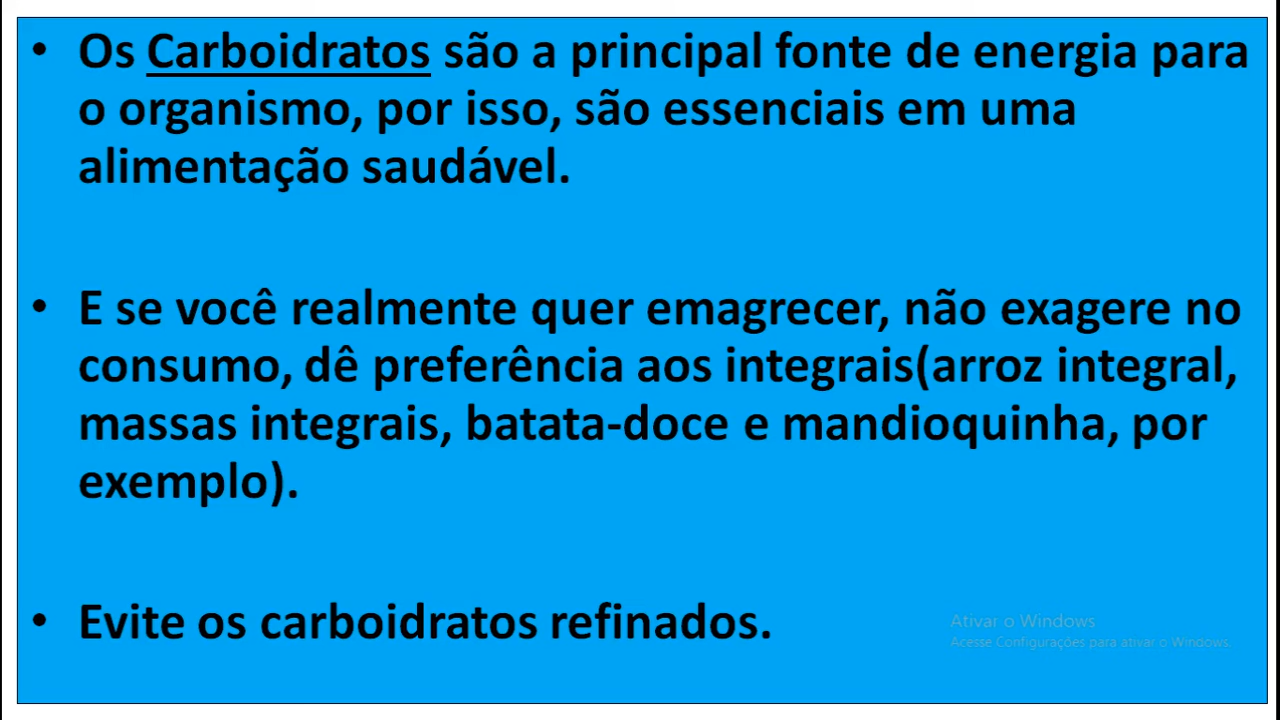 • Os Carboidratos são a principal fonte de energia para
o organismo, por isso, são essenciais em uma
alimentação saudável.
• E se você realmente quer emagrecer, não exagere no
consumo, dê preferência aos integrais(arroz integral,
massas integrais, batata-doce e mandioquinha, por
exemplo).
• Evite os carboidratos refinados.
Ativar o Windows
Acesse Configurações para ativar o Windows.